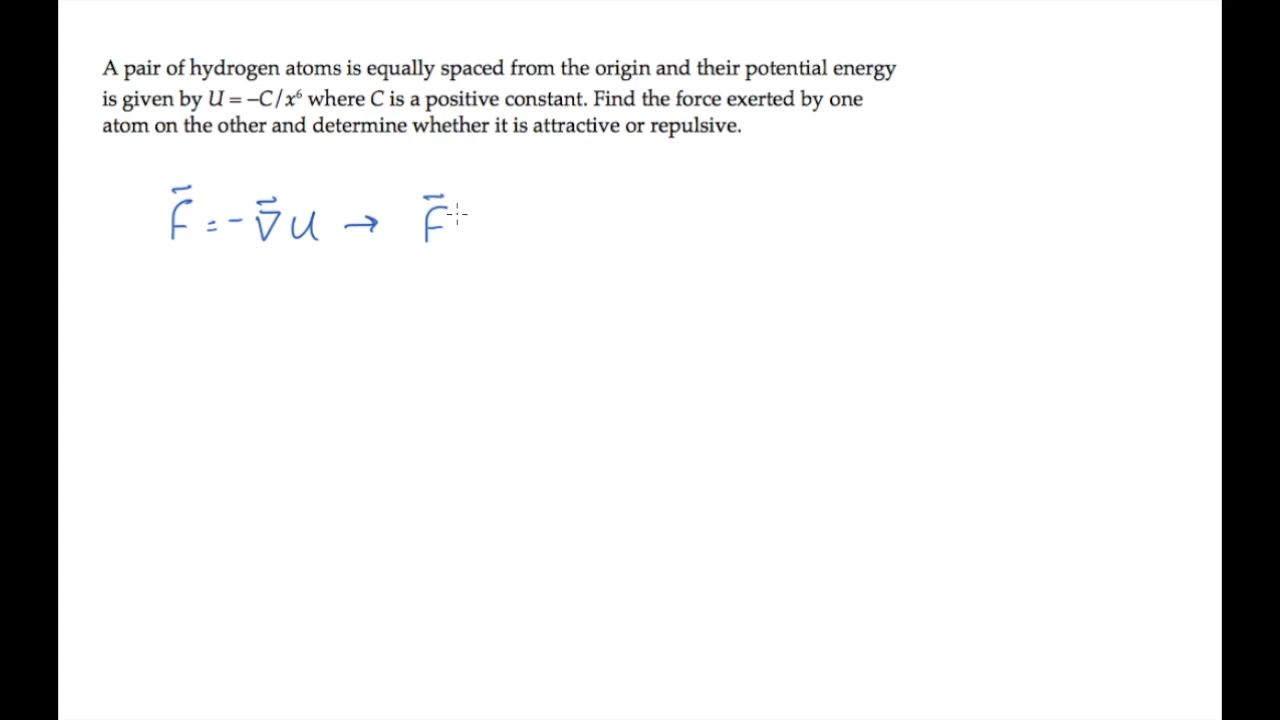 A pair of hydrogen atoms is equally spaced from the origin and their potential energy
is given by U = –C/x⁶ where C is a positive constant. Find the force exerted by one
atom on the other and determine whether it is attractive or repulsive.
F⃗ = - ∇⃗ U → F⃗